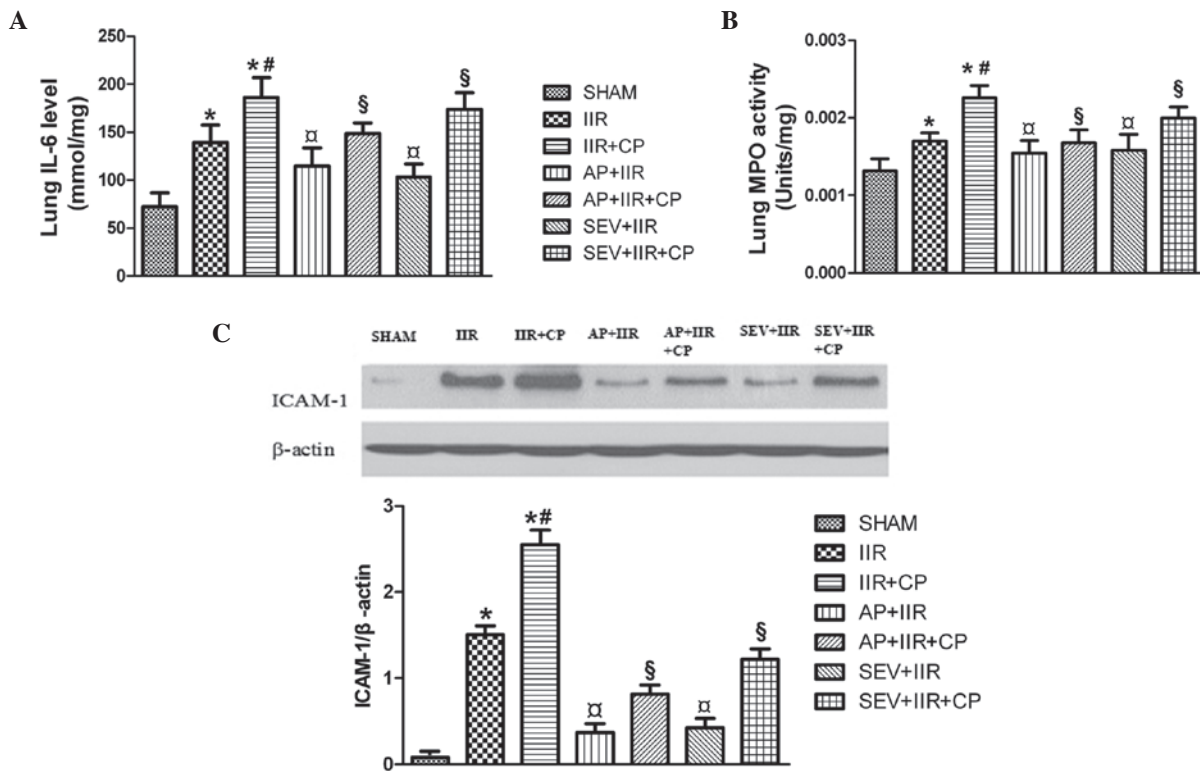 A
Lung IL-6 level
(mmol/mg)
250
200
150
100
50
0
*
* #
¤
§
¤
§
SHAM
IIR
IIR+CP
AP+IIR
AP+IIR+CP
SEV+IIR
SEV+IIR+CP
B
Lung MPO activity
(Units/mg)
0.003
0.002
0.001
0.000
*
* #
¤
§
¤
§
C
SHAM
IIR
IIR+CP
AP+IIR
AP+IIR
+CP
SEV+IIR
SEV+IIR
+CP
ICAM-1
β-actin
ICAM-1/β -actin
3
2
1
0
*
*#
¤
§
¤
§
SHAM
IIR
IIR+CP
AP+IIR
AP+IIR+CP
SEV+IIR
SEV+IIR+CP